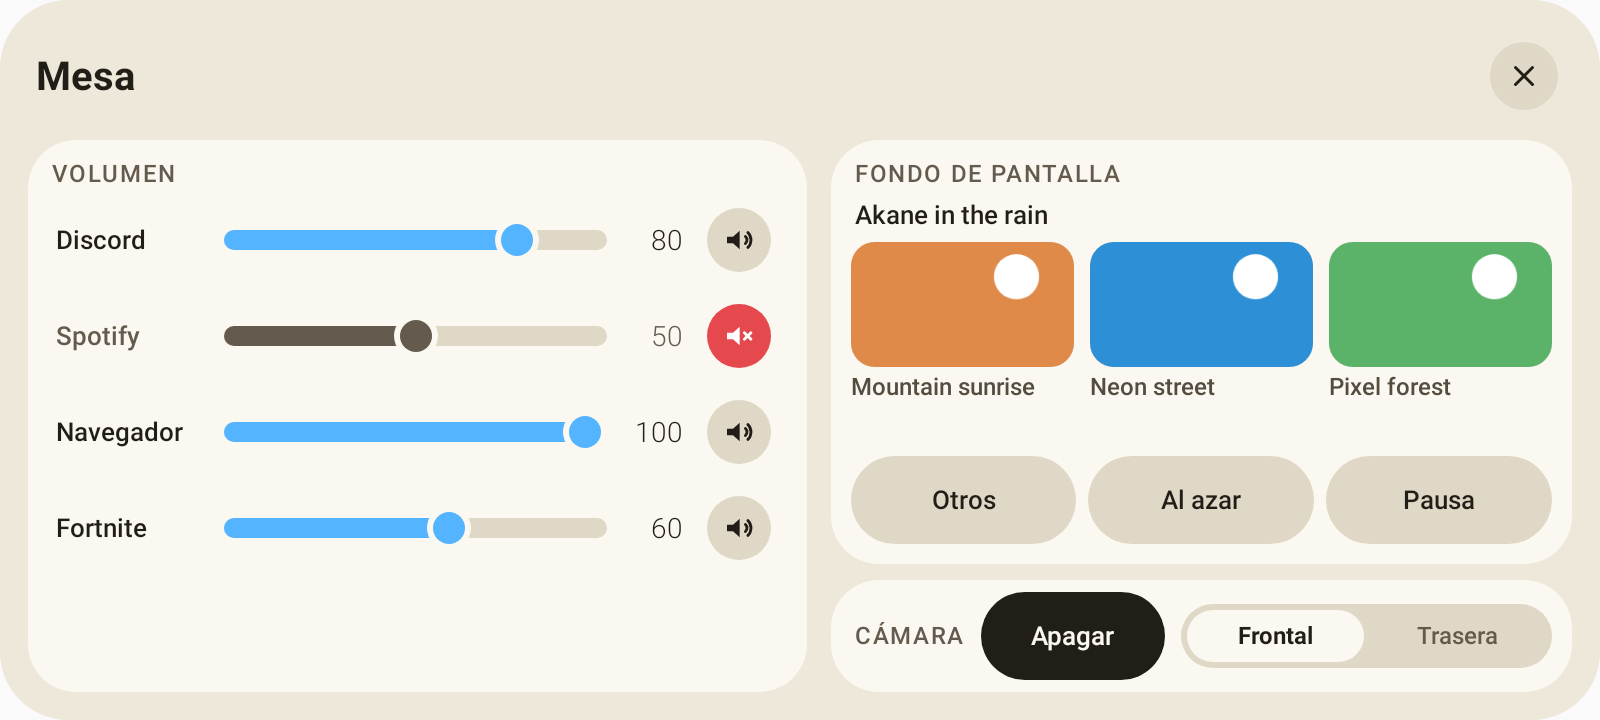 Mesa
VOLUMEN
Discord 80
Spotify 50
Navegador 100
Fortnite 60
FONDO DE PANTALLA
Akane in the rain
Mountain sunrise Neon street Pixel forest
Otros Al azar Pausa
CÁMARA Apagar Frontal Trasera